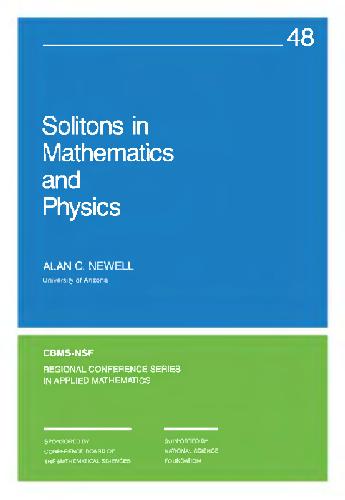 48
Solitons in
Mathematics
and
Physics
ALAN C. NEWELL
University of Arizona
CBMS-NSF
REGIONAL CONFERENCE SERIES
IN APPLIED MATHEMATICS
SPONSORED BY
CONFERENCE BOARD OF
THE MATHEMATICAL SCIENCES
SUPPORTED BY
NATIONAL SCIENCE
FOUNDATION